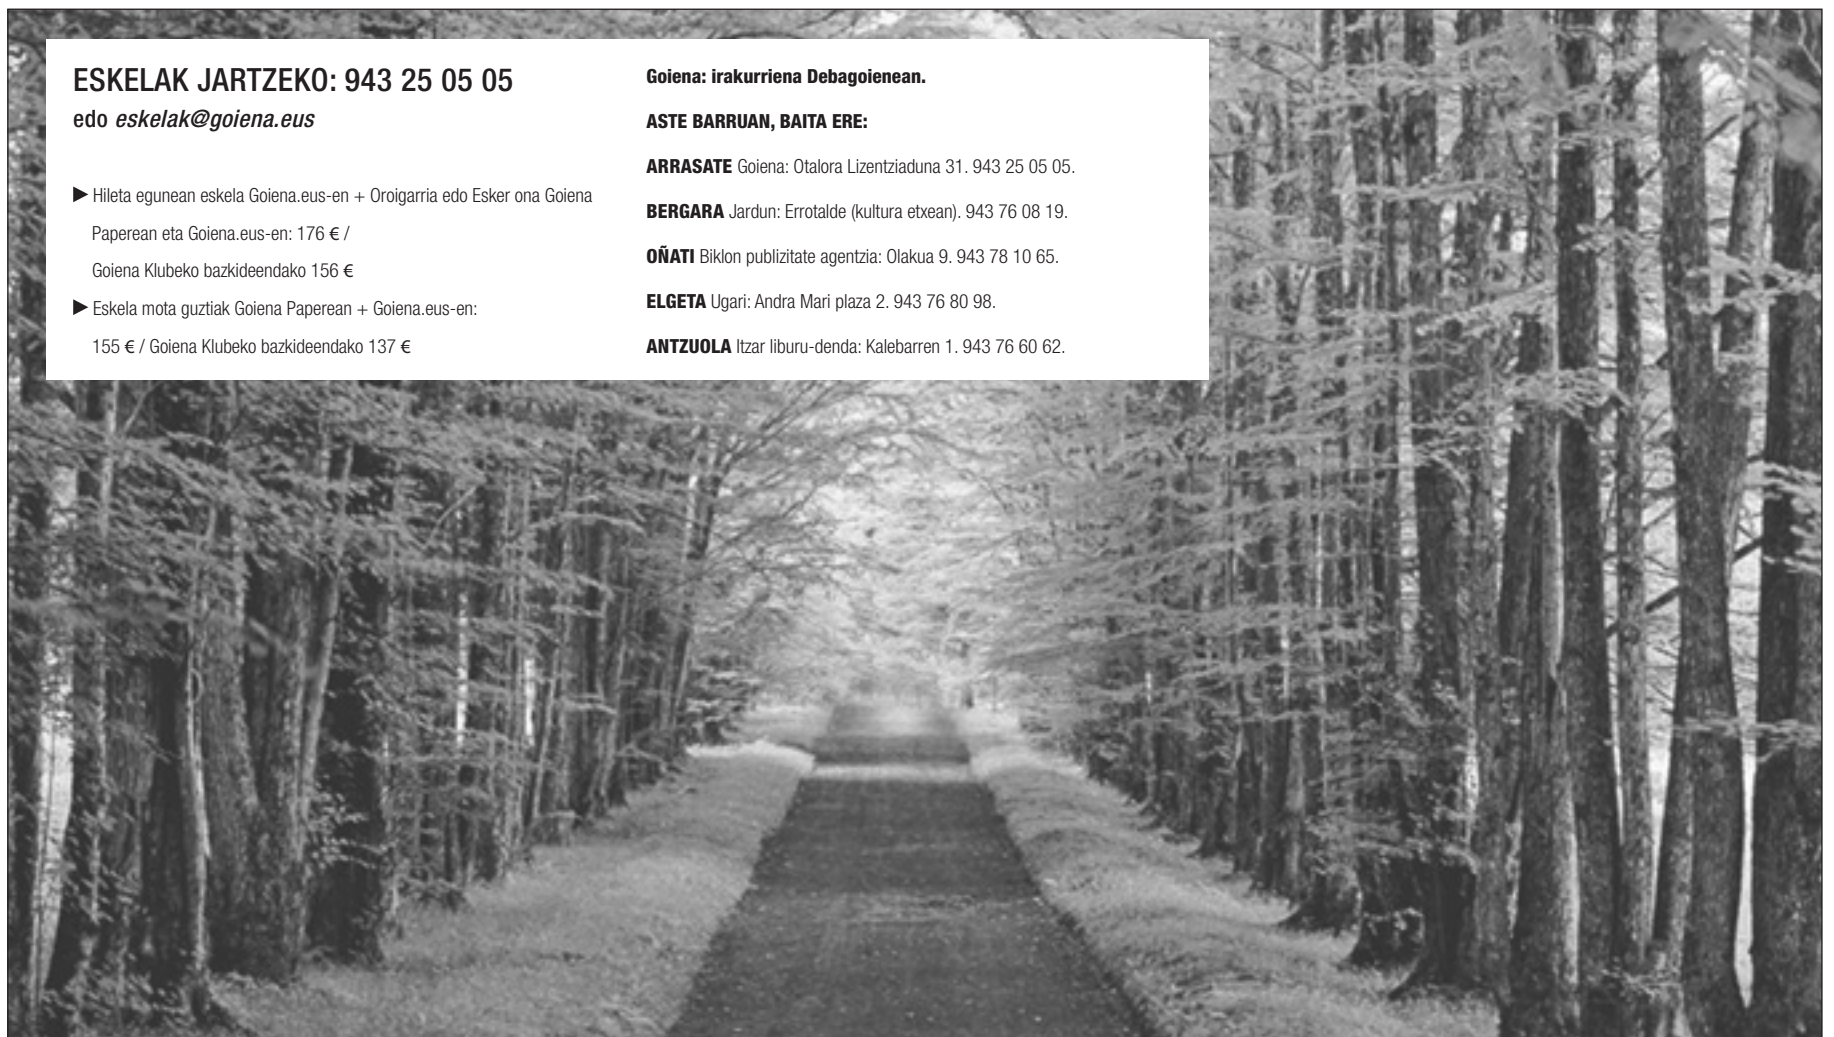 ESKELAK JARTZEKO: 943 25 05 05
edo eskelak@goiena.eus
▶ Hileta egunean eskela Goiena.eus-en + Oroigarria edo Esker ona Goiena
Paperean eta Goiena.eus-en: 176 € /
Goiena Klubeko bazkideendako 156 €
▶ Eskela mota guztiak Goiena Paperean + Goiena.eus-en:
155 € / Goiena Klubeko bazkideendako 137 €
Goiena: irakurriena Debagoienean.
ASTE BARRUAN, BAITA ERE:
ARRASATE Goiena: Otalora Lizentziaduna 31. 943 25 05 05.
BERGARA Jardun: Errotalde (kultura etxean). 943 76 08 19.
OÑATI Biklon publizitate agentzia: Olakua 9. 943 78 10 65.
ELGETA Ugari: Andra Mari plaza 2. 943 76 80 98.
ANTZUOLA Itzar liburu-denda: Kalebarren 1. 943 76 60 62.